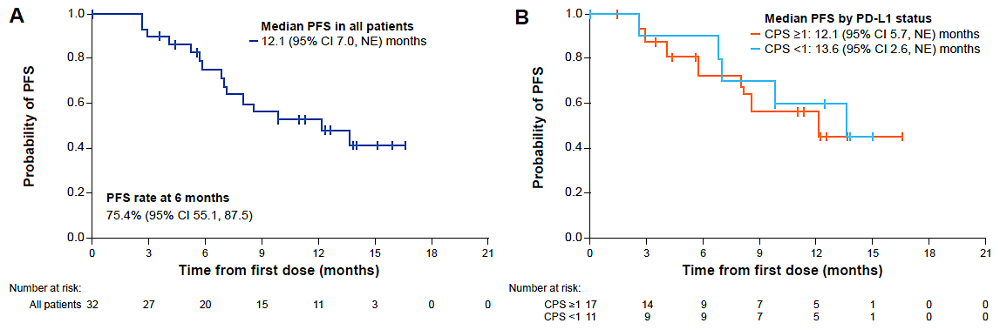 A
Median PFS in all patients
12.1 (95% CI 7.0, NE) months
Probability of PFS
1.0
0.8
0.6
0.4
0.2
0.0
PFS rate at 6 months
75.4% (95% CI 55.1, 87.5)
0 3 6 9 12 15 18 21
Time from first dose (months)
Number at risk:
All patients 32 27 20 15 11 3 0 0
B
Median PFS by PD-L1 status
CPS ≥1: 12.1 (95% CI 5.7, NE) months
CPS <1: 13.6 (95% CI 2.6, NE) months
Probability of PFS
1.0
0.8
0.6
0.4
0.2
0.0
0 3 6 9 12 15 18 21
Time from first dose (months)
Number at risk:
CPS ≥1 17 14 9 7 5 1 0 0
CPS <1 11 9 9 7 5 1 0 0